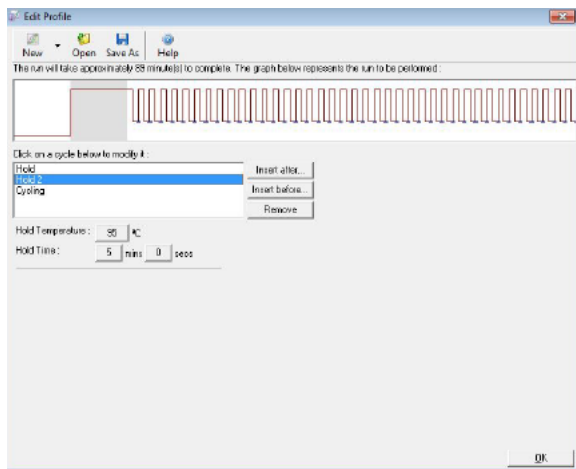 Edit Profile
New Open Save As Help
The run will take approximately 89 minute(s) to complete. The graph below represents the run to be performed :
Click on a cycle below to modify it :
Hold
Hold 2
Cycling
Insert after...
Insert before...
Remove
Hold Temperature : 95 °C
Hold Time : 5 mins 0 secs
OK